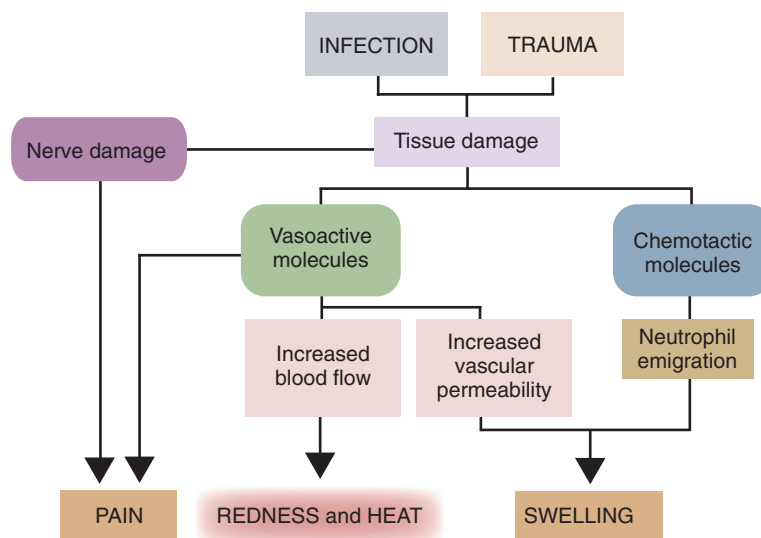 INFECTION
TRAUMA
Nerve damage
Tissue damage
Vasoactive
molecules
Chemotactic
molecules
Increased
blood flow
Increased
vascular
permeability
Neutrophil
emigration
PAIN
REDNESS and HEAT
SWELLING